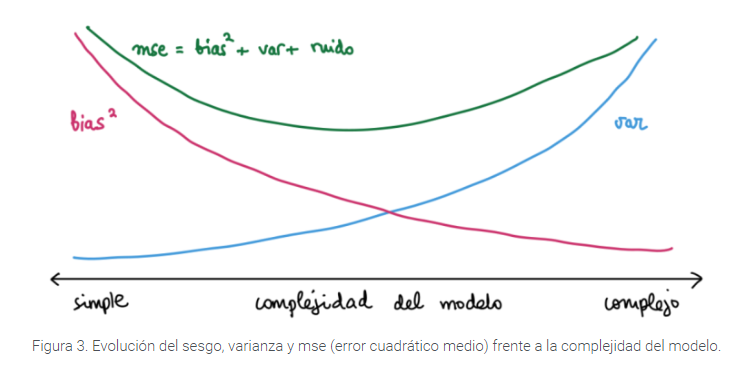 mse = bias² + var + ruido
bias²
var
simple
complejidad del modelo
complejo
Figura 3. Evolución del sesgo, varianza y mse (error cuadrático medio) frente a la complejidad del modelo.